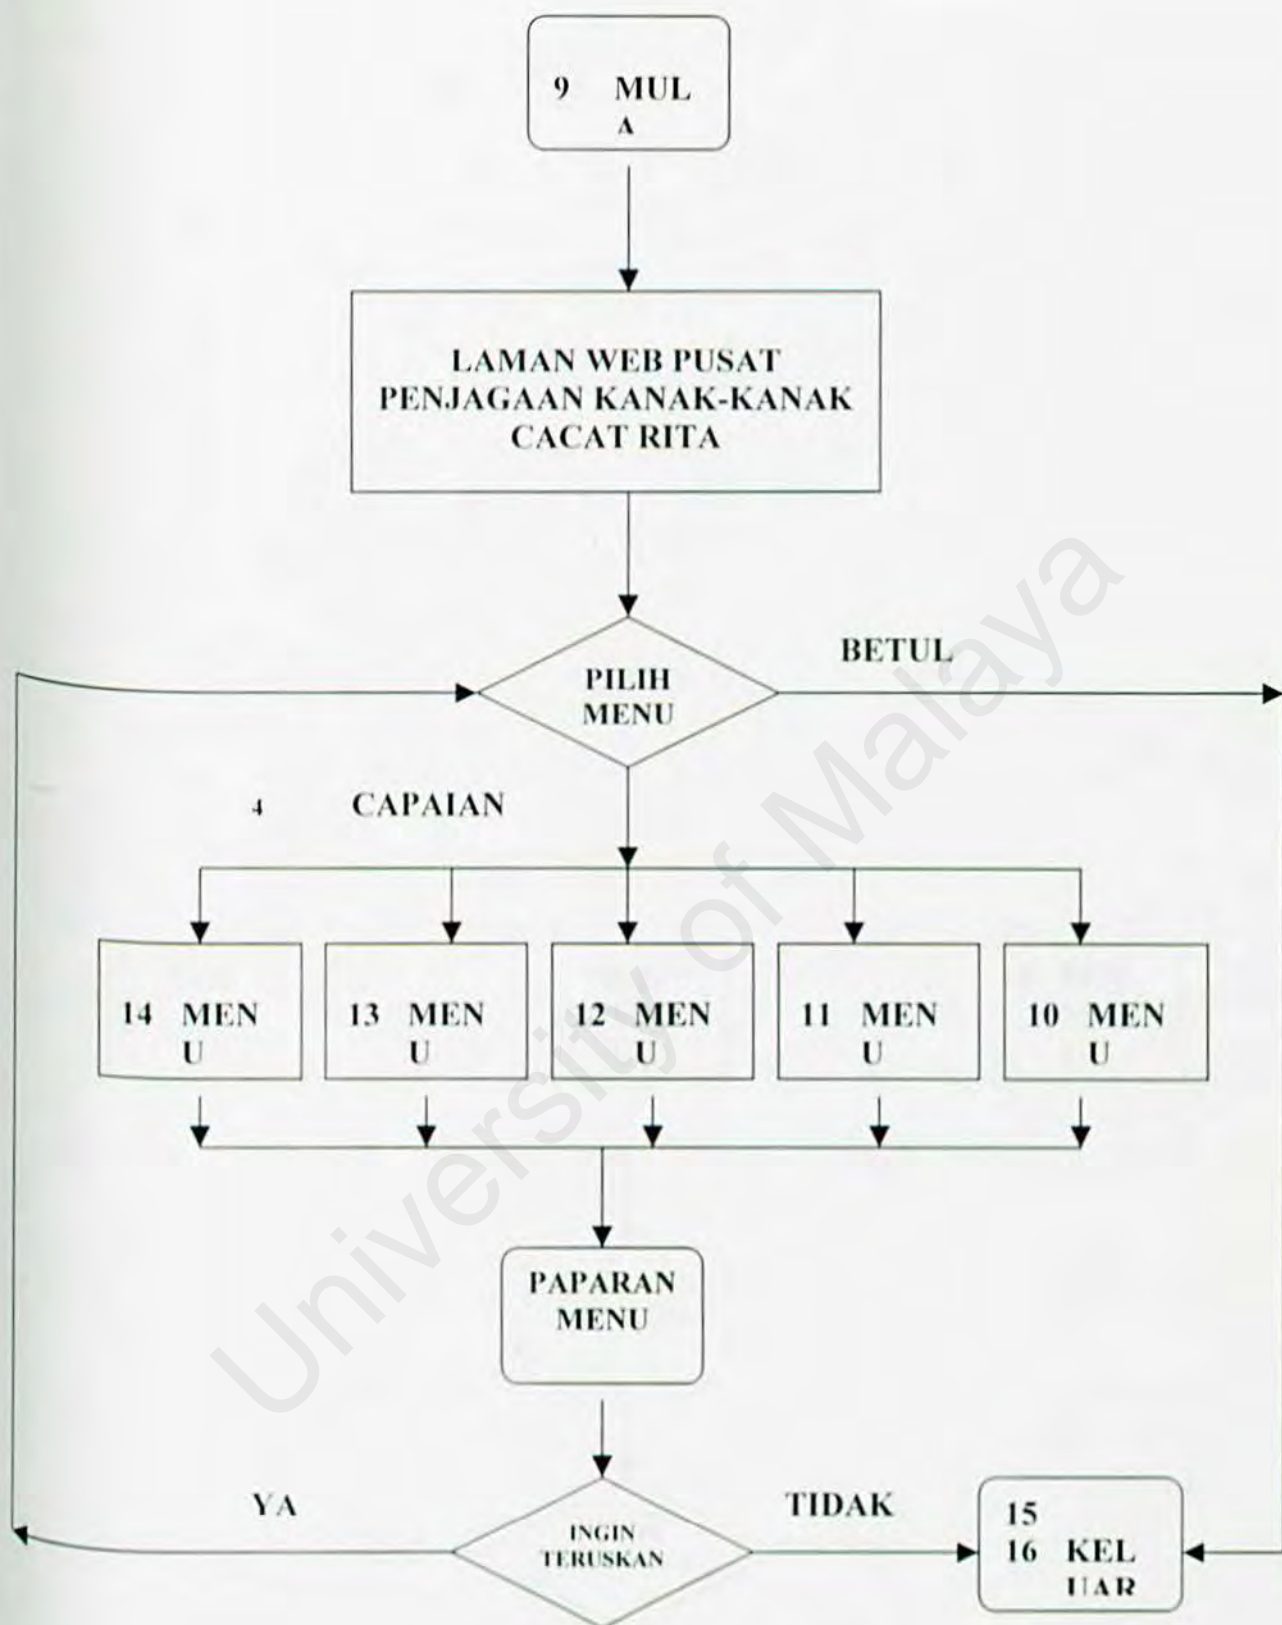 9 MUL
A
LAMAN WEB PUSAT
PENJAGAAN KANAK-KANAK
CACAT RITA
PILIH
MENU
BETUL
4 CAPAIAN
14 MEN
U
13 MEN
U
12 MEN
U
11 MEN
U
10 MEN
U
PAPARAN
MENU
YA
INGIN
TERUSKAN
TIDAK
15
16 KEL
UAR
University of Malaya